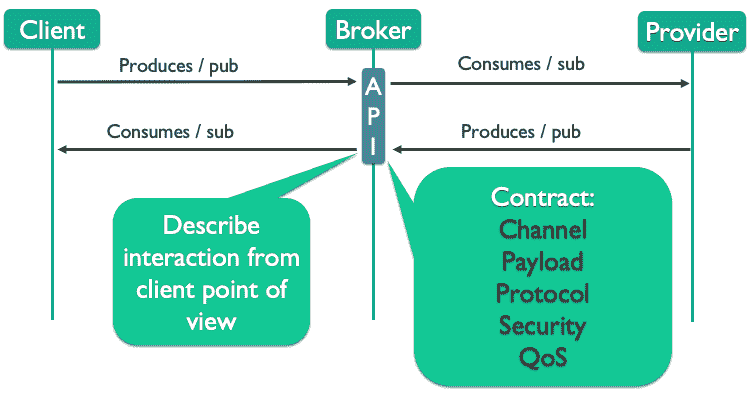 Client
Broker
Provider
Produces / pub
Consumes / sub
A
P
I
Consumes / sub
Produces / pub
Describe
interaction from
client point of
view
Contract:
Channel
Payload
Protocol
Security
QoS